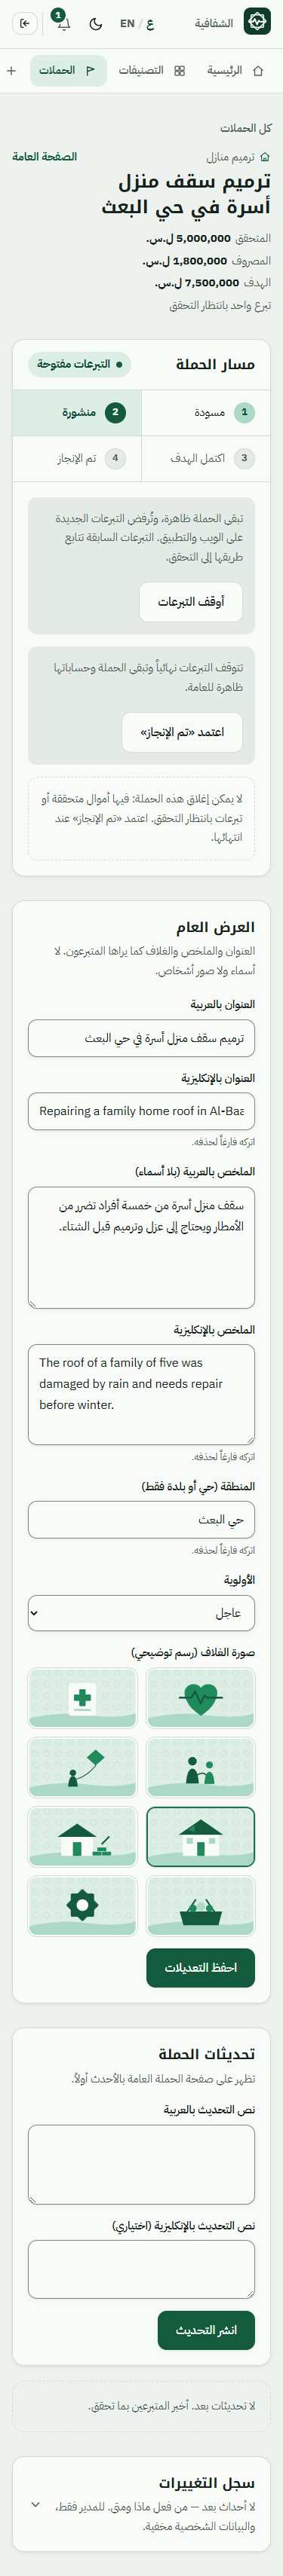 الشفافية
ع / EN
1
الرئيسية
التصنيفات
الحملات
كل الحملات
ترميم منازل
الصفحة العامة
ترميم سقف منزل
أسرة في حي البعث
المتحقق 5,000,000 ل.س.
المصروف 1,800,000 ل.س.
الهدف 7,500,000 ل.س.
تبرع واحد بانتظار التحقق
مسار الحملة
التبرعات مفتوحة
1 مسودة
2 منشورة
3 اكتمل الهدف
4 تم الإنجاز
تبقى الحملة ظاهرة، وتُرفض التبرعات الجديدة
على الويب والتطبيق. التبرعات السابقة تتابع
طريقها إلى التحقق.
أوقف التبرعات
تتوقف التبرعات نهائياً وتبقى الحملة وحساباتها
ظاهرة للعامة.
اعتمد «تم الإنجاز»
لا يمكن إغلاق هذه الحملة: فيها أموال متحققة أو
تبرعات بانتظار التحقق. اعتمد «تم الإنجاز» عند
انتهائها.
العرض العام
العنوان والملخص والغلاف كما يراها المتبرعون. لا
أسماء ولا صور أشخاص.
العنوان بالعربية
ترميم سقف منزل أسرة في حي البعث
العنوان بالإنكليزية
Repairing a family home roof in Al-Baa
اتركه فارغاً لحذفه.
الملخص بالعربية (بلا أسماء)
سقف منزل أسرة من خمسة أفراد تضرر من
الأمطار ويحتاج إلى عزل وترميم قبل الشتاء.
الملخص بالإنكليزية
The roof of a family of five was
damaged by rain and needs repair
before winter.
اتركه فارغاً لحذفه.
المنطقة (حي أو بلدة فقط)
حي البعث
اتركه فارغاً لحذفه.
الأولوية
عاجل
صورة الغلاف (رسم توضيحي)
احفظ التعديلات
تحديثات الحملة
تظهر على صفحة الحملة العامة بالأحدث أولاً.
نص التحديث بالعربية
نص التحديث بالإنكليزية (اختياري)
انشر التحديث
لا تحديثات بعد. أخبر المتبرعين بما تحقق.
سجل التغييرات
لا أحداث بعد — من فعل ماذا ومتى. للمدير فقط،
والبيانات الشخصية مخفية.